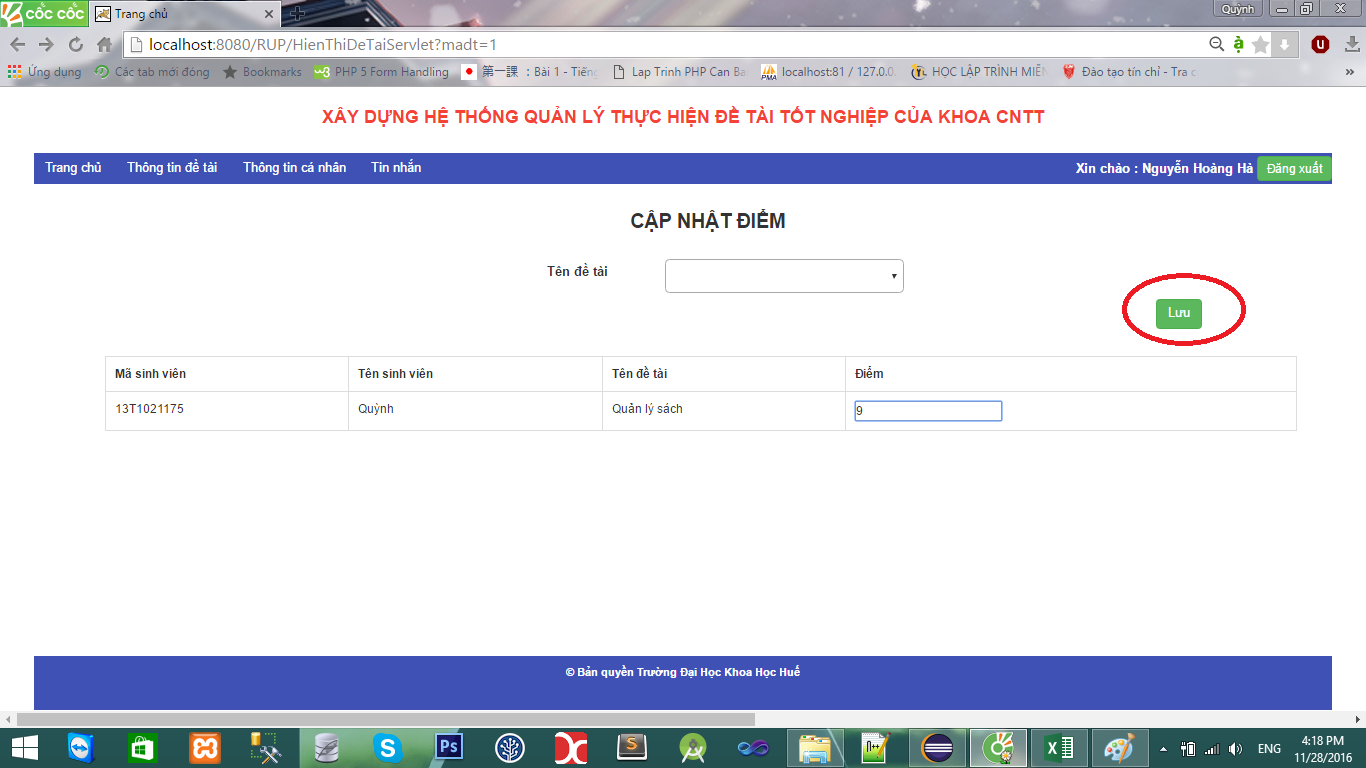 cốc cốc
Trang chủ
Quỳnh
localhost:8080/RUP/HienThiDeTaiServlet?madt=1
Ứng dụng
Các tab mới đóng
Bookmarks
PHP 5 Form Handling
第一課 : Bài 1 - Tiếng
Lap Trinh PHP Can Ba
localhost:81 / 127.0.0.
HỌC LẬP TRÌNH MIỄN
Đào tạo tín chỉ - Tra c
»
XÂY DỰNG HỆ THỐNG QUẢN LÝ THỰC HIỆN ĐỀ TÀI TỐT NGHIỆP CỦA KHOA CNTT
Trang chủ
Thông tin đề tài
Thông tin cá nhân
Tin nhắn
Xin chào : Nguyễn Hoàng Hà
Đăng xuất
CẬP NHẬT ĐIỂM
Tên đề tài
Lưu
Mã sinh viên
Tên sinh viên
Tên đề tài
Điểm
13T1021175
Quỳnh
Quản lý sách
9
© Bản quyền Trường Đại Học Khoa Học Huế
ENG
4:18 PM
11/28/2016